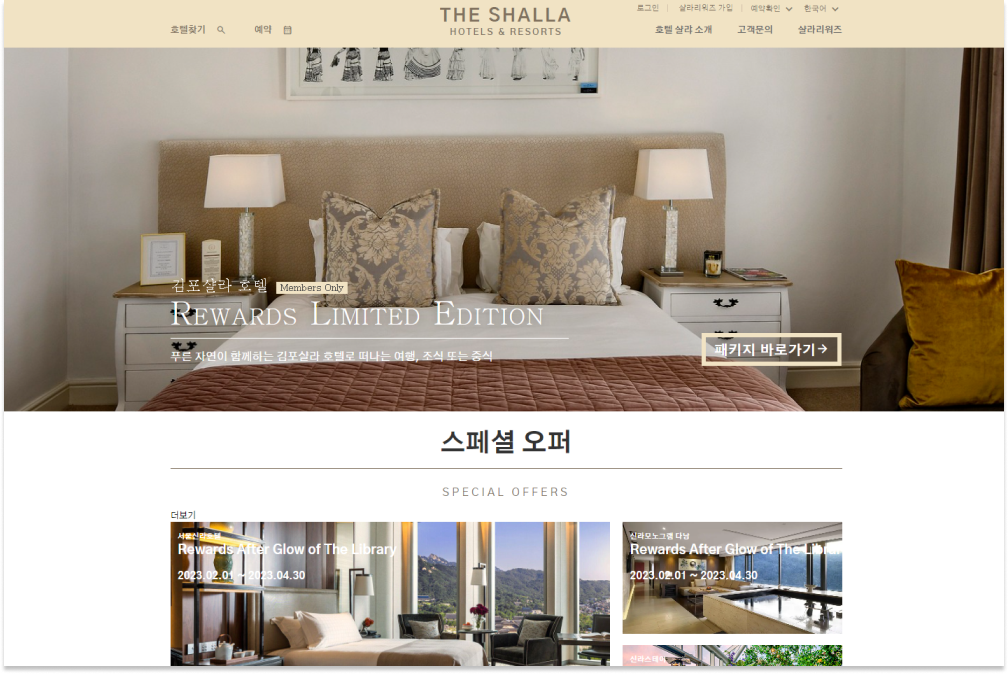 로그인
샬라리워즈 가입
예약확인
한국어
THE SHALLA
HOTELS & RESORTS
호텔찾기
예약
호텔 샬라 소개
고객문의
샬라리워즈
김포샬라 호텔 Members Only
REWARDS LIMITED EDITION
푸른 자연이 함께하는 김포샬라 호텔로 떠나는 여행, 조식 또는 중식
패키지 바로가기→
스페셜 오퍼
SPECIAL OFFERS
더보기
서울신라호텔
Rewards After Glow of The Library
2023.02.01 ~ 2023.04.30
신라모노그램 다낭
Rewards After Glow of The Librar
2023.02.01 ~ 2023.04.30
신라스테이